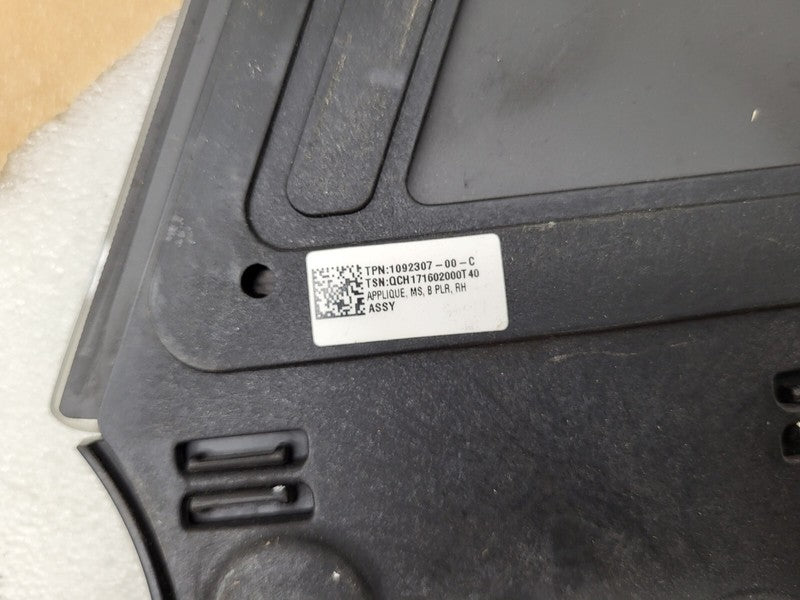 TPN:1092307-00-C
TSN:QCH171602000T40
APPLIQUE, MS, B PLR, RH
ASSY